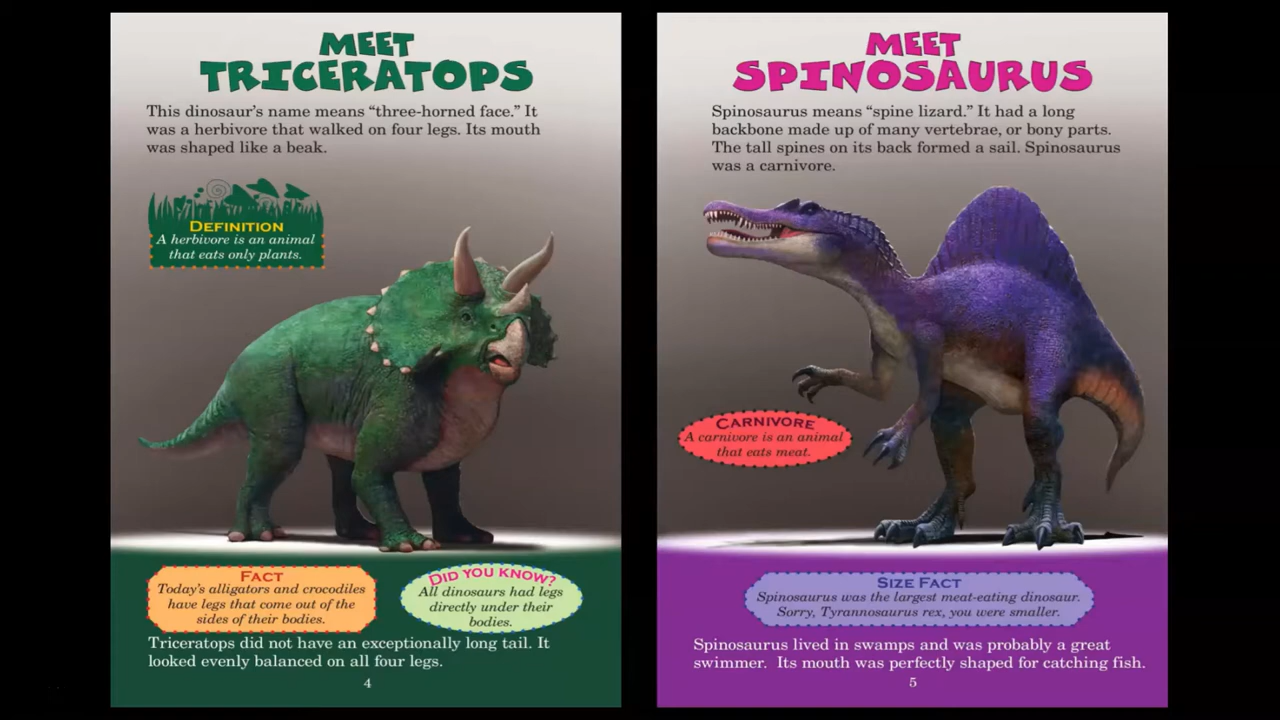 MEET
TRICERATOPS
This dinosaur's name means "three-horned face." It
was a herbivore that walked on four legs. Its mouth
was shaped like a beak.
DEFINITION
A herbivore is an animal
that eats only plants.
FACT
Today's alligators and crocodiles
have legs that come out of the
sides of their bodies.
DID YOU KNOW?
All dinosaurs had legs
directly under their
bodies.
Triceratops did not have an exceptionally long tail. It
looked evenly balanced on all four legs.
4
MEET
SPINOSAURUS
Spinosaurus means "spine lizard." It had a long
backbone made up of many vertebrae, or bony parts.
The tall spines on its back formed a sail. Spinosaurus
was a carnivore.
CARNIVORE
A carnivore is an animal
that eats meat.
SIZE FACT
Spinosaurus was the largest meat-eating dinosaur.
Sorry, Tyrannosaurus rex, you were smaller.
Spinosaurus lived in swamps and was probably a great
swimmer.  Its mouth was perfectly shaped for catching fish.
5